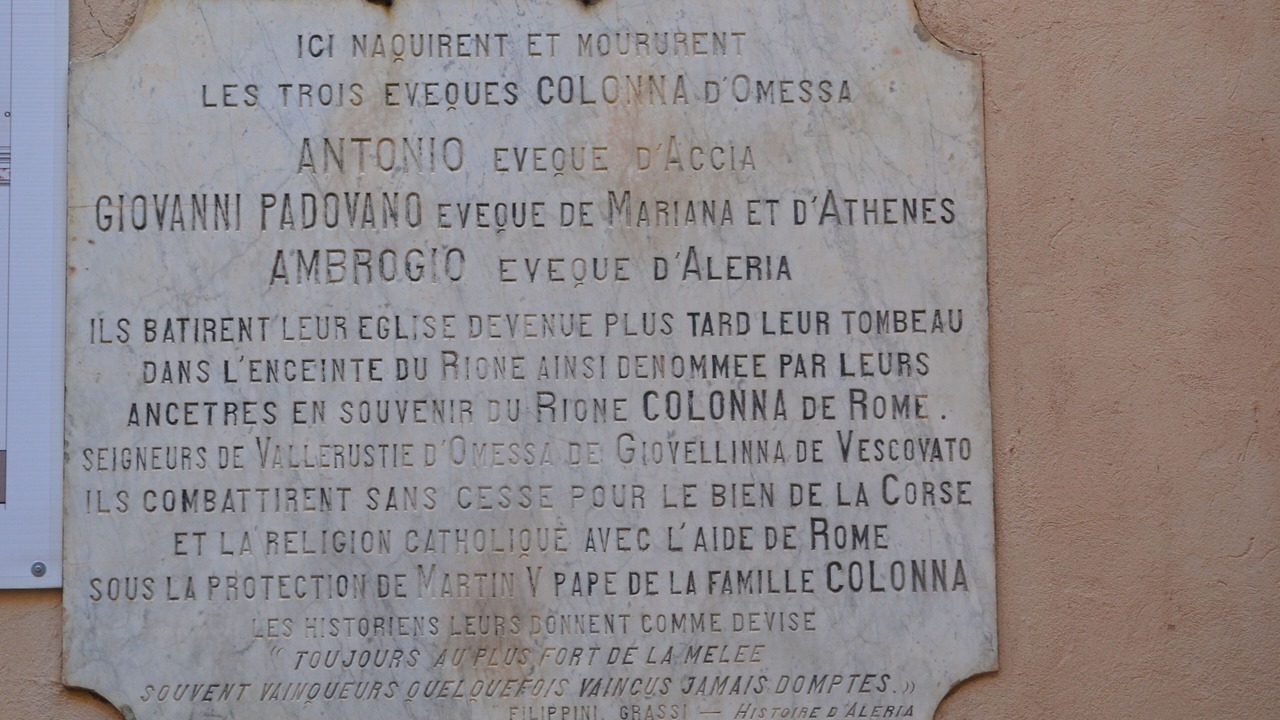 ICI NAQUIRENT ET MOURURENT
LES TROIS EVEQUES COLONNA D'OMESSA
ANTONIO EVEQUE D'ACCIA
GIOVANNI PADOVANO EVEQUE DE MARIANA ET D'ATHENES
AMBROGIO EVEQUE D'ALERIA
ILS BATIRENT LEUR EGLISE DEVENUE PLUS TARD LEUR TOMBEAU
DANS L'ENCEINTE DU RIONE AINSI DENOMMEE PAR LEURS
ANCETRES EN SOUVENIR DU RIONE COLONNA DE ROME.
SEIGNEURS DE VALLERUSTIE D'OMESSA DE GIOVELLINNA DE VESCOVATO
ILS COMBATTIRENT SANS CESSE POUR LE BIEN DE LA CORSE
ET LA RELIGION CATHOLIQUE AVEC L'AIDE DE ROME
SOUS LA PROTECTION DE MARTIN V PAPE DE LA FAMILLE COLONNA
LES HISTORIENS LEURS DONNENT COMME DEVISE
“ TOUJOURS AU PLUS FORT DE LA MELEE
SOUVENT VAINQUEURS QUELQUEFOIS VAINCUS JAMAIS DOMPTES.»
FILIPPINI, GRASSI — HISTOIRE D'ALERIA